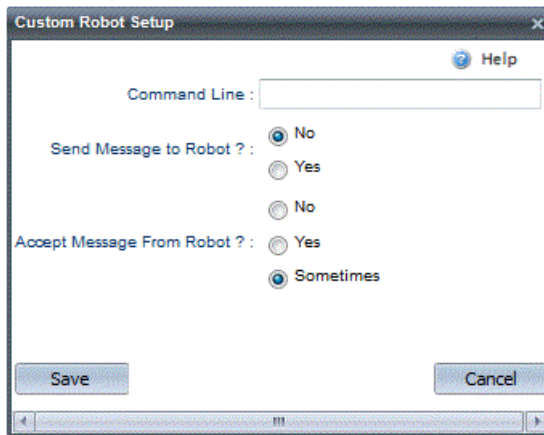 Custom Robot Setup
Help
Command Line :
Send Message to Robot ? :
No
Yes
Accept Message From Robot ? :
No
Yes
Sometimes
Save
Cancel